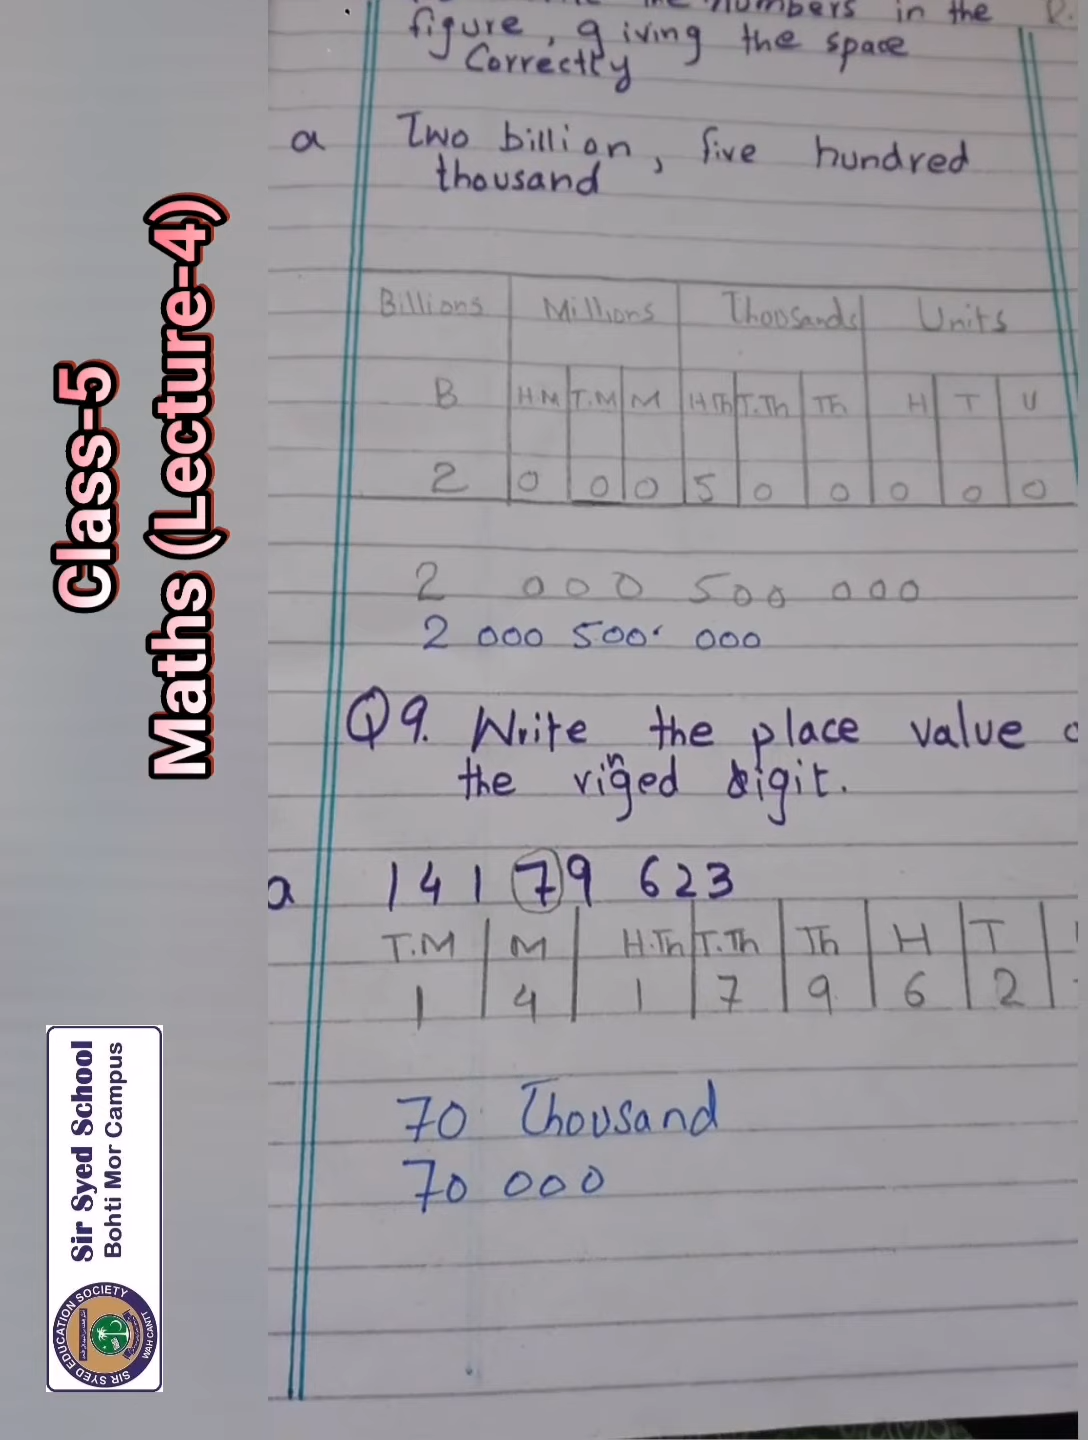 the numbers in the
figure, giving the space
Correctly
a Two billion, five hundred
thousand
Billions Millions Thousands Units
B H.M T.M M H.Th T.Th Th H T U
2 0 0 0 5 0 0 0 0 0
2 000 500 000
2 000 500 000
Q9. Write the place value
the ringed digit.
a 141 79 623
T.M M H.Th T.Th Th H T
1 4 1 7 9 6 2
70 Thousand
70 000
Class-5
Maths (Lecture-4)
Sir Syed School
Bohti Mor Campus
SIR SYED EDUCATION SOCIETY
WAH CANTT